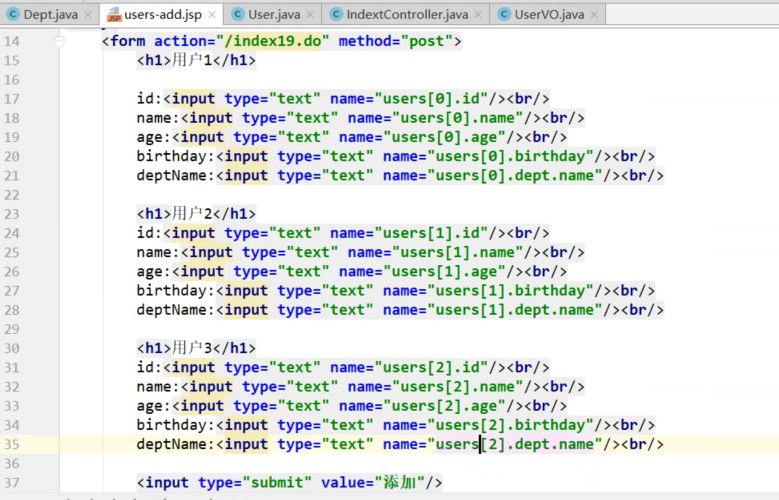 Dept.java × users-add.jsp × User.java × IndextController.java × UserVO.java ×
14 <form action="/index19.do" method="post">
15 <h1>用户1</h1>
16
17 id:<input type="text" name="users[0].id"/><br/>
18 name:<input type="text" name="users[0].name"/><br/>
19 age:<input type="text" name="users[0].age"/><br/>
20 birthday:<input type="text" name="users[0].birthday"/><br/>
21 deptName:<input type="text" name="users[0].dept.name"/><br/>
22
23 <h1>用户2</h1>
24 id:<input type="text" name="users[1].id"/><br/>
25 name:<input type="text" name="users[1].name"/><br/>
26 age:<input type="text" name="users[1].age"/><br/>
27 birthday:<input type="text" name="users[1].birthday"/><br/>
28 deptName:<input type="text" name="users[1].dept.name"/><br/>
29
30 <h1>用户3</h1>
31 id:<input type="text" name="users[2].id"/><br/>
32 name:<input type="text" name="users[2].name"/><br/>
33 age:<input type="text" name="users[2].age"/><br/>
34 birthday:<input type="text" name="users[2].birthday"/><br/>
35 deptName:<input type="text" name="users[2].dept.name"/><br/>
36
37 <input type="submit" value="添加"/>